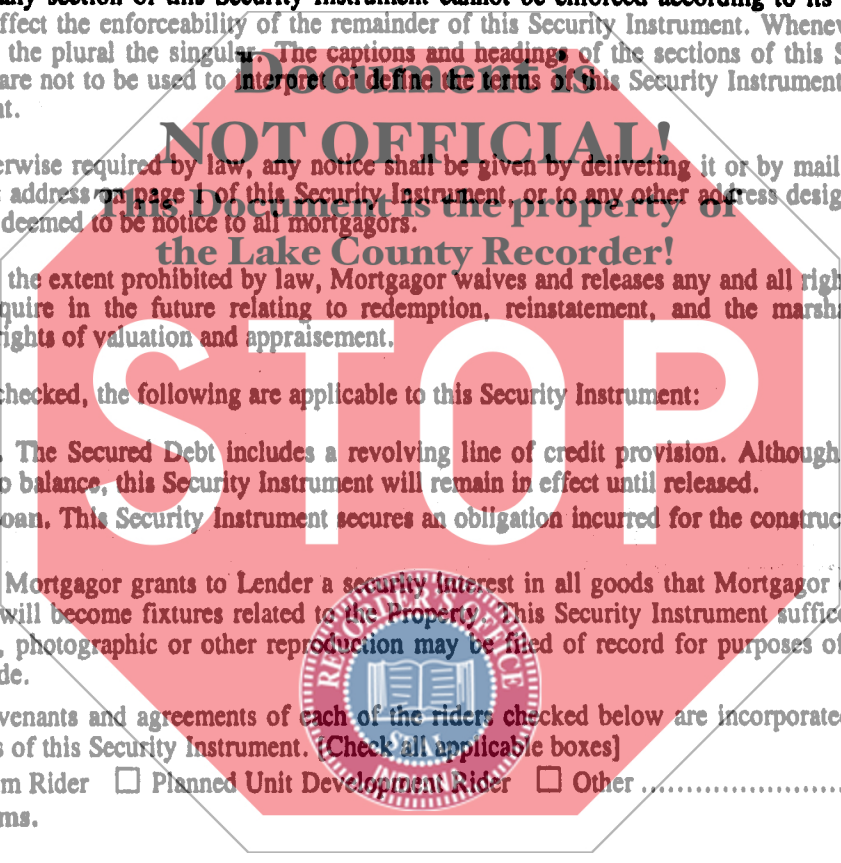 any section of this Security Instrument cannot be enforced according to its
ffect the enforceability of the remainder of this Security Instrument. Whenev
the plural the singular. The captions and headings of the sections of this S
are not to be used to interpret or define the terms of this Security Instrument
nt.
Document is
NOT OFFICIAL!
This Document is the property of
the Lake County Recorder!
erwise required by law, any notice shall be given by delivering it or by mail
address on page 1 of this Security Instrument, or to any other address desig
deemed to be notice to all mortgagors.
the extent prohibited by law, Mortgagor waives and releases any and all righ
quire in the future relating to redemption, reinstatement, and the marsha
rights of valuation and appraisement.
STOP
checked, the following are applicable to this Security Instrument:
. The Secured Debt includes a revolving line of credit provision. Although
o balance, this Security Instrument will remain in effect until released.
oan. This Security Instrument secures an obligation incurred for the construc
Mortgagor grants to Lender a security interest in all goods that Mortgagor
will become fixtures related to the Property. This Security Instrument suffice
, photographic or other reproduction may be filed of record for purposes of
de.
RECORDER'S OFFICE
SEAL
INDIANA
venants and agreements of each of the riders checked below are incorporate
s of this Security Instrument. [Check all applicable boxes]
m Rider ☐ Planned Unit Development Rider ☐ Other ......................
ms.